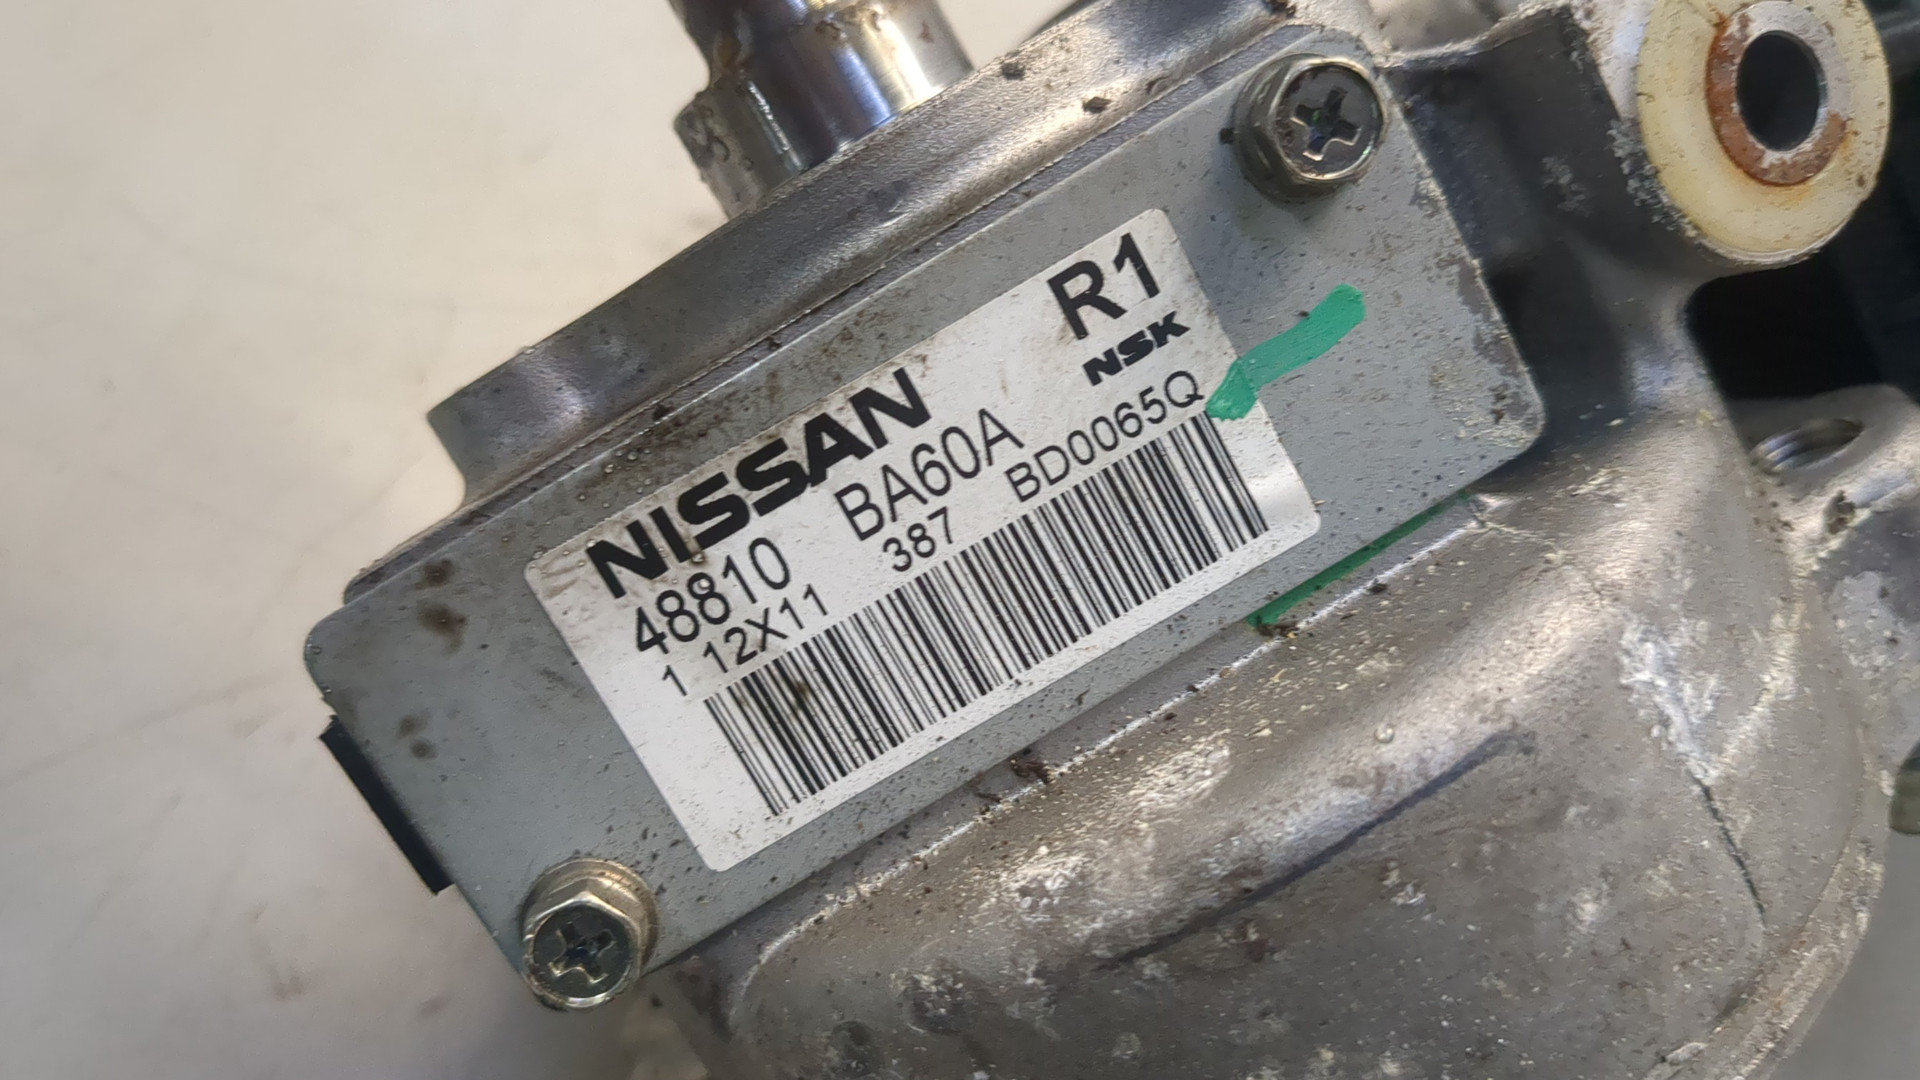 NISSAN R1
48810 BA60A NSK
1 12X11 387 BD0065Q